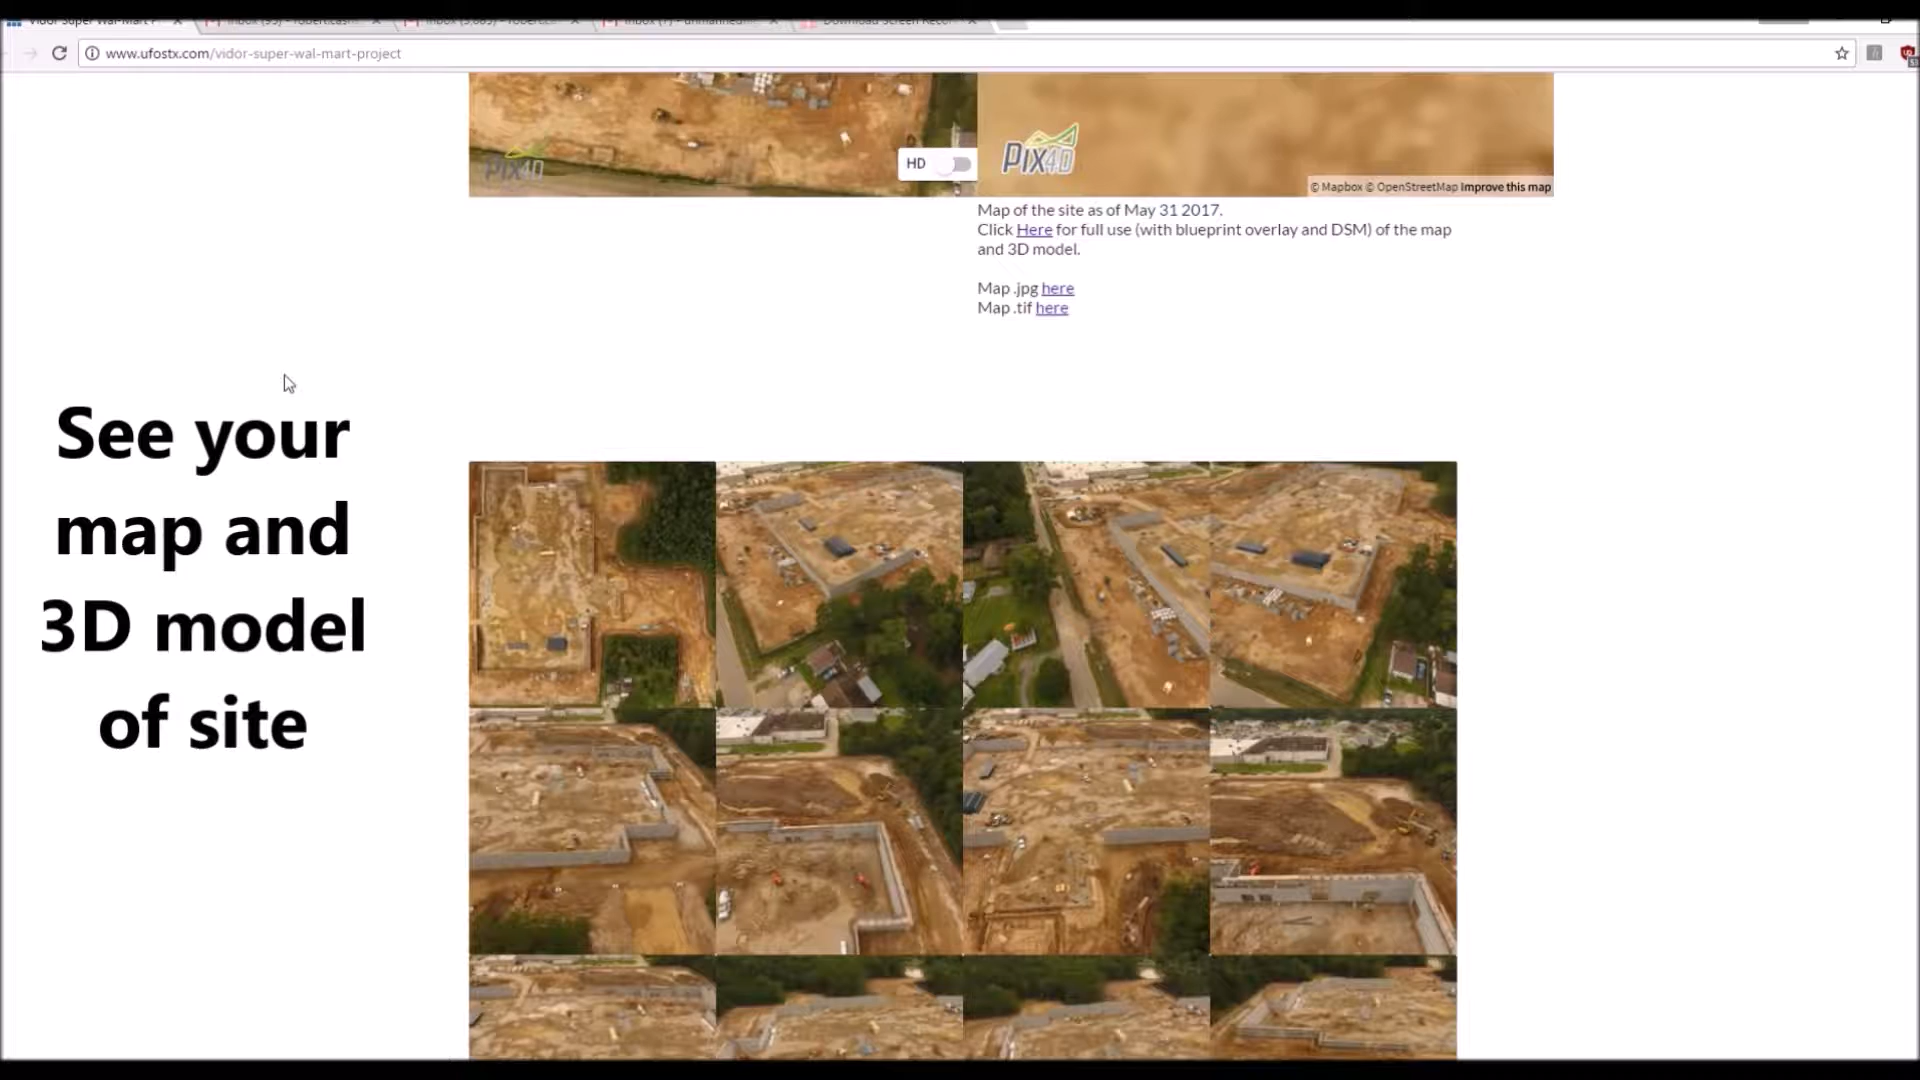 www.ufostx.com/vidor-super-wal-mart-project
Pix4D
HD
Pix4D
© Mapbox © OpenStreetMap Improve this map
Map of the site as of May 31 2017.
Click Here for full use (with blueprint overlay and DSM) of the map
and 3D model.
Map .jpg here
Map .tif here
See your
map and
3D model
of site